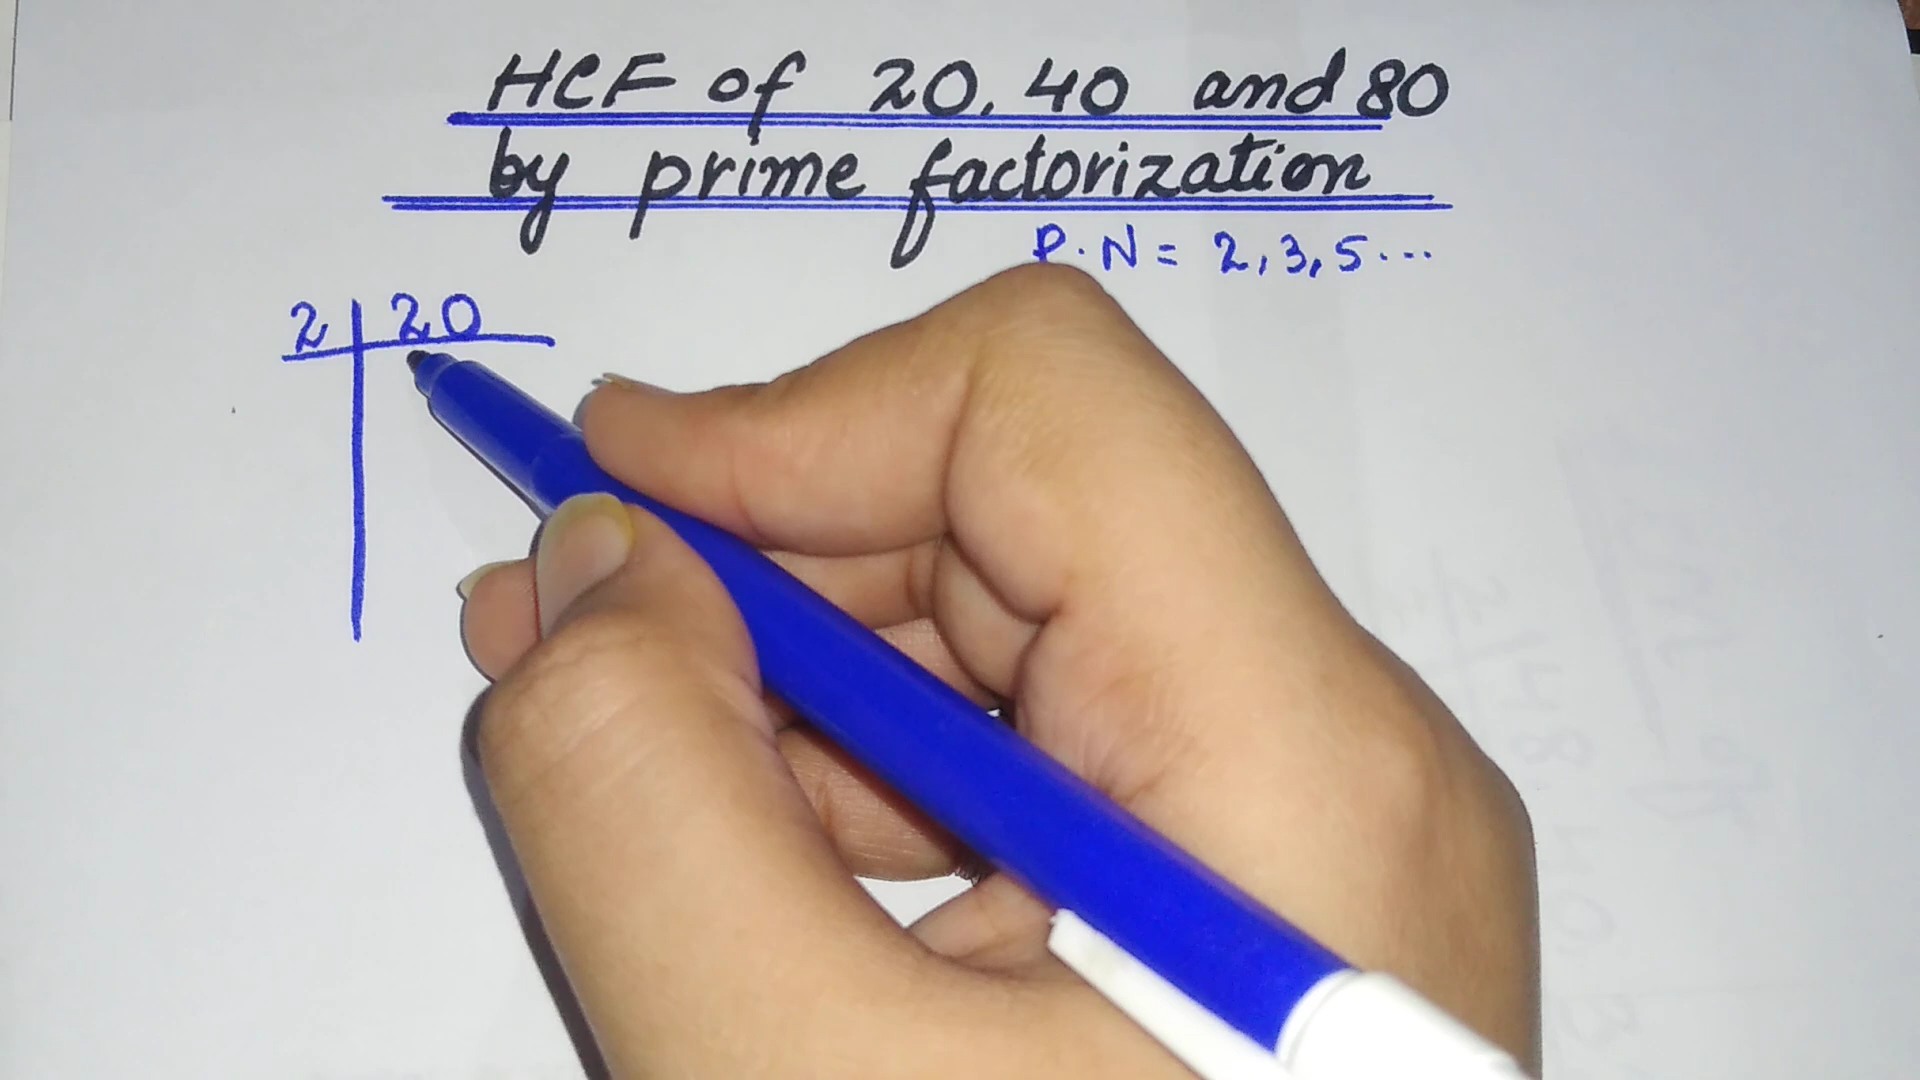 HCF of 20, 40 and 80
by prime factorization
P.N = 2, 3, 5...
2 | 20